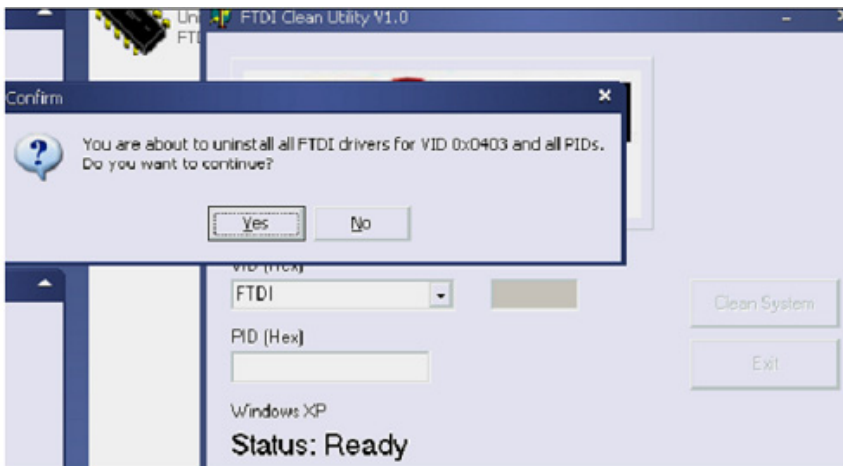 FTDI Clean Utility V1.0
Confirm
You are about to uninstall all FTDI drivers for VID 0x0403 and all PIDs.
Do you want to continue?
Yes
No
VID (Hex)
FTDI
Clean System
PID (Hex)
Exit
Windows XP
Status: Ready